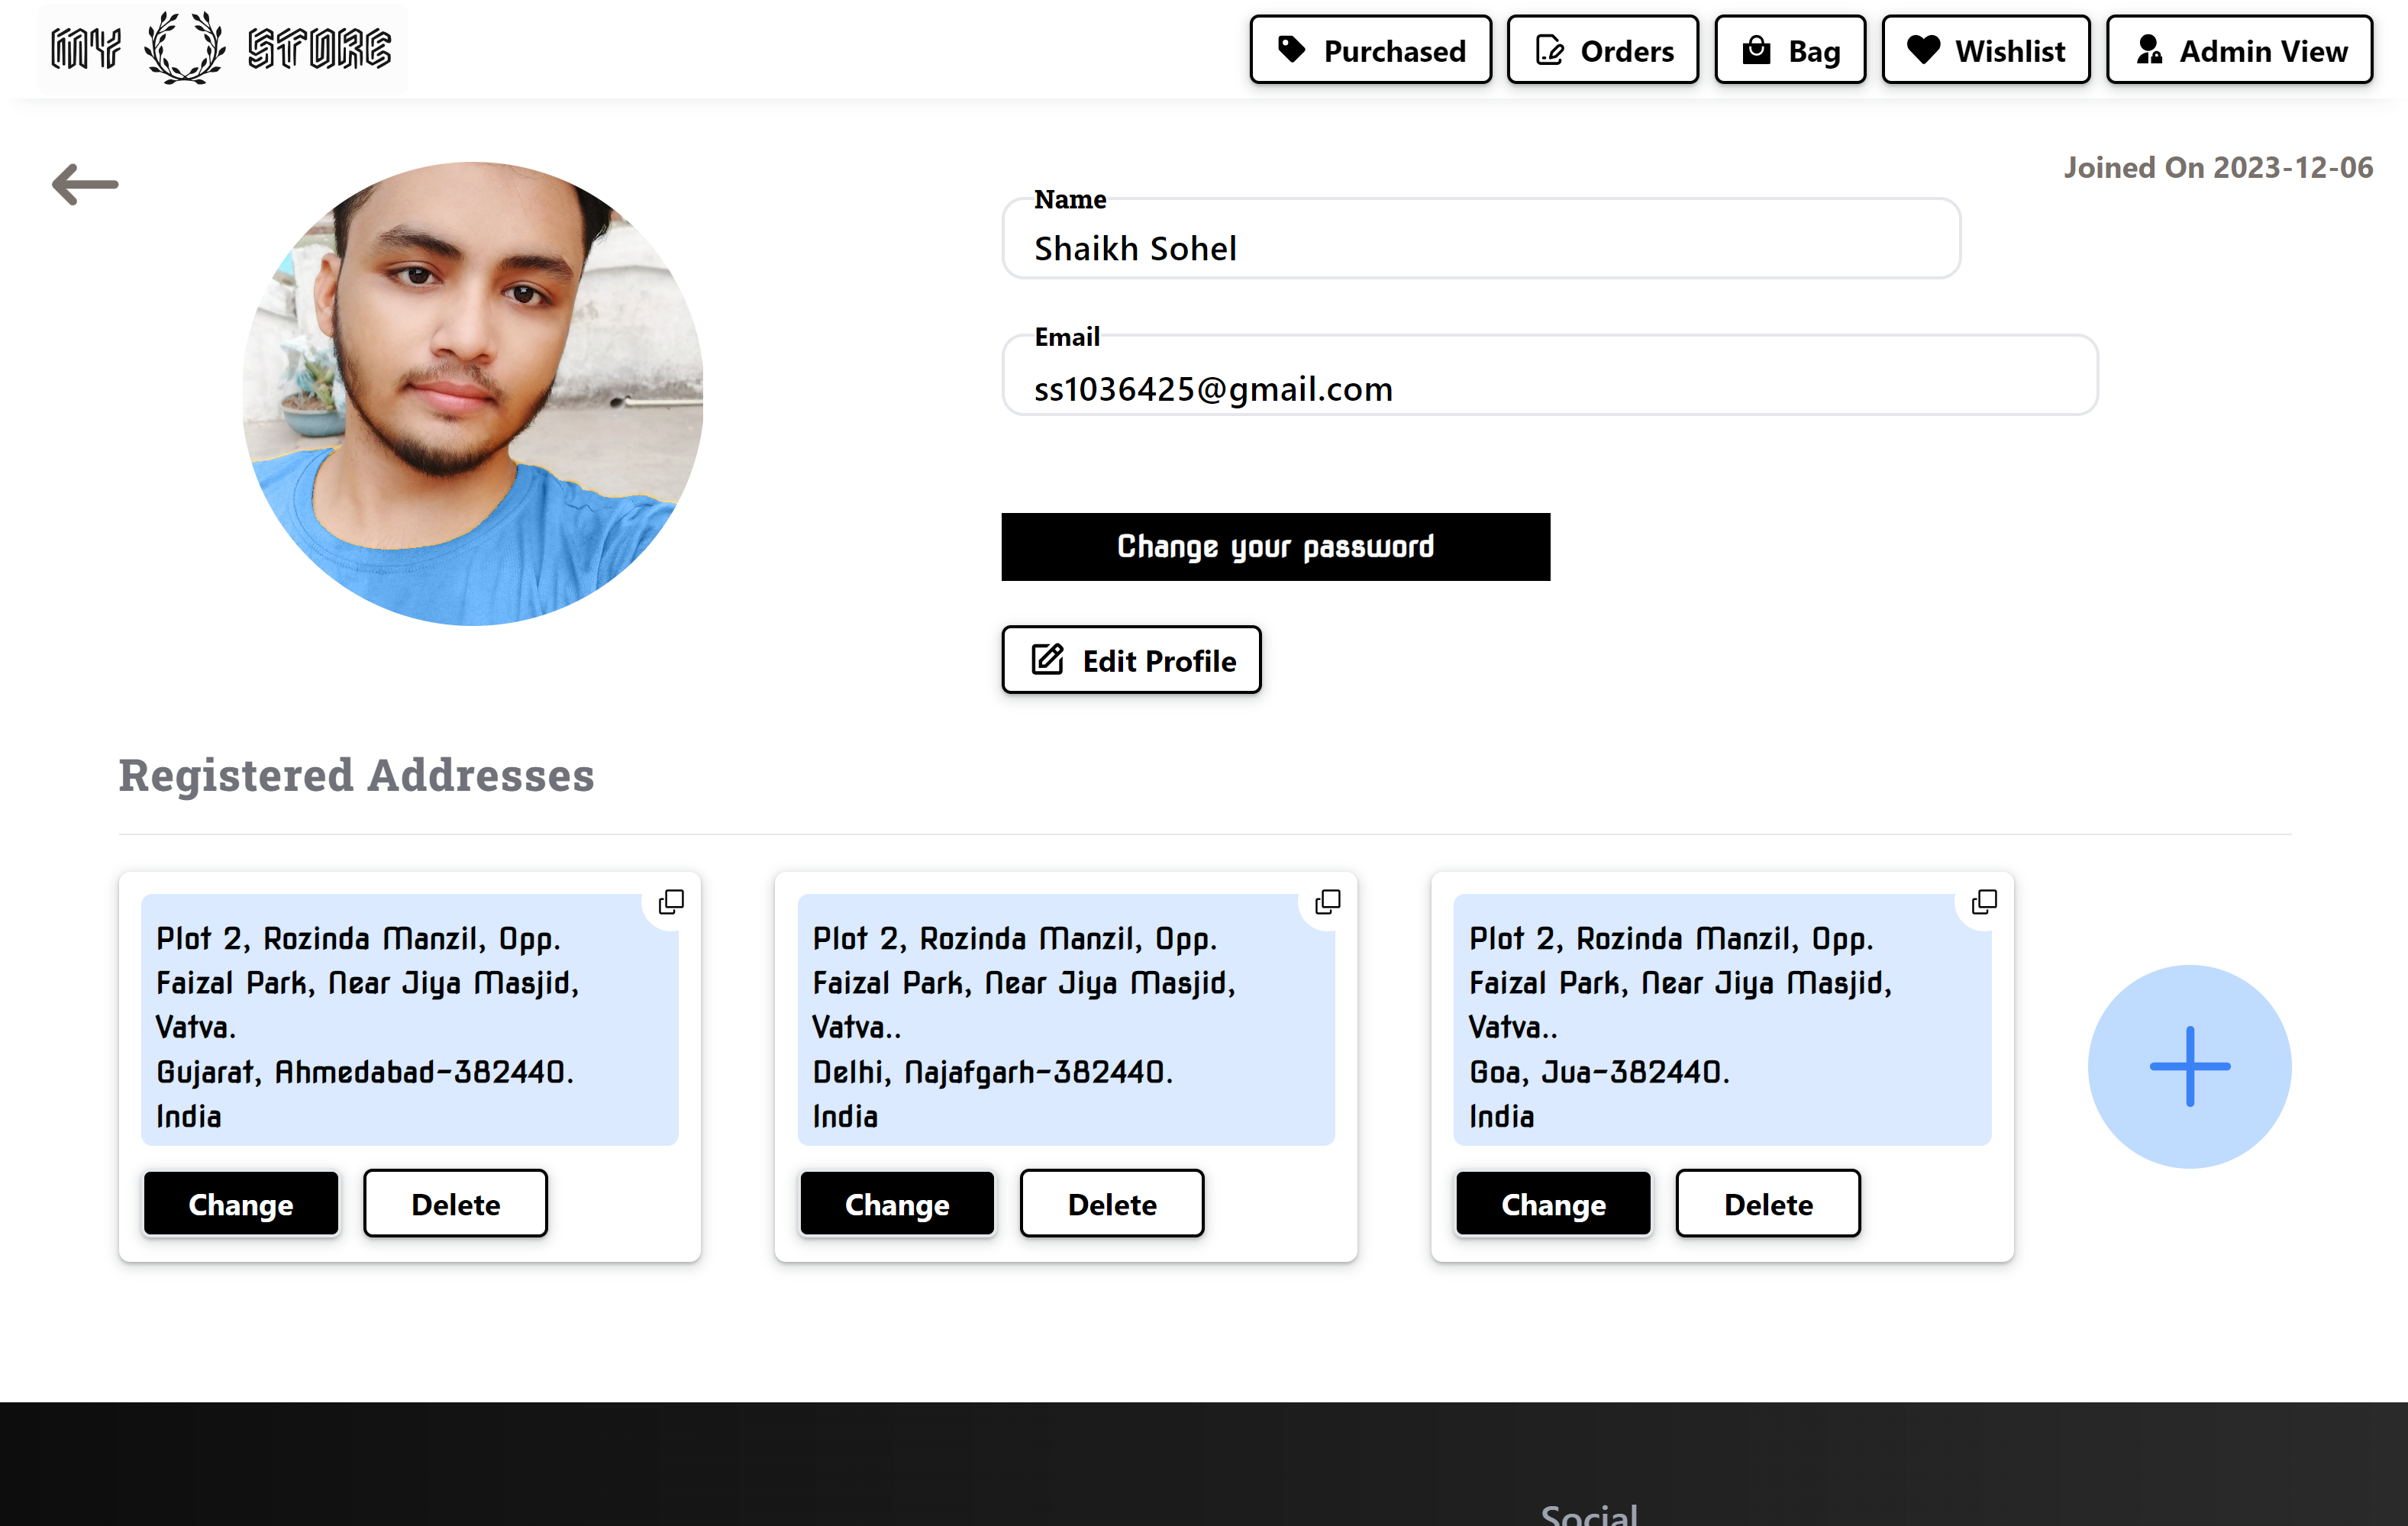 MY STORE
Purchased
Orders
Bag
Wishlist
Admin View
Joined On 2023-12-06
Name
Shaikh Sohel
Email
ss1036425@gmail.com
Change your password
Edit Profile
Registered Addresses
Plot 2, Rozinda Manzil, Opp.
Faizal Park, Near Jiya Masjid,
Vatva.
Gujarat, Ahmedabad-382440.
India
Change
Delete
Plot 2, Rozinda Manzil, Opp.
Faizal Park, Near Jiya Masjid,
Vatva..
Delhi, Najafgarh-382440.
India
Change
Delete
Plot 2, Rozinda Manzil, Opp.
Faizal Park, Near Jiya Masjid,
Vatva..
Goa, Jua-382440.
India
Change
Delete
Social